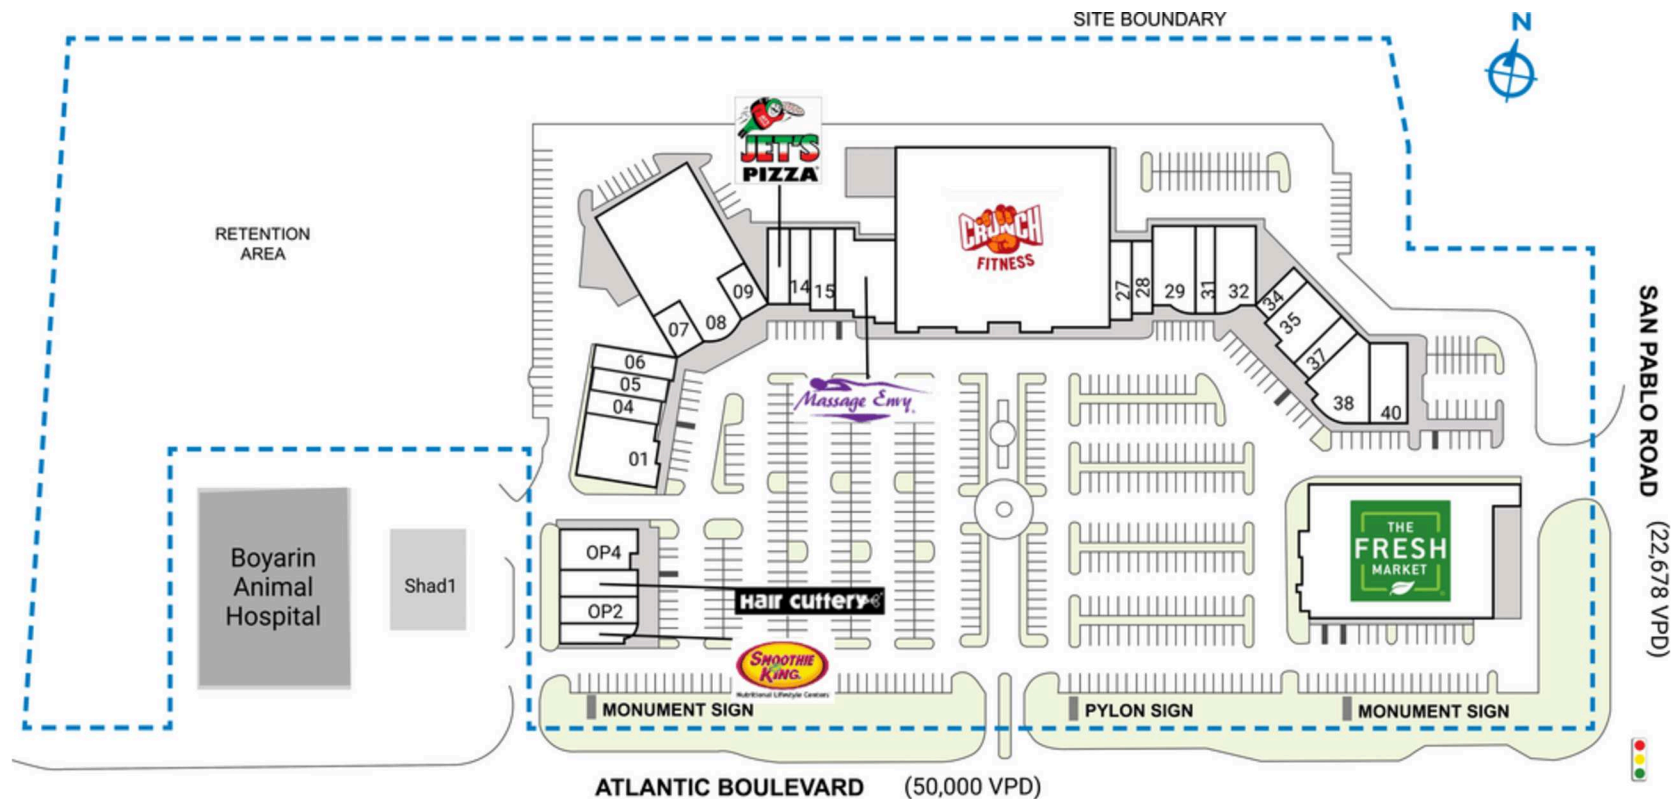 SITE BOUNDARY
N
JET'S
PIZZA
RETENTION
AREA
CRUNCH
FITNESS
09
14
15
27
28
29
31
32
34
35
37
38
40
07
08
06
05
04
01
Massage Envy
SAN PABLO ROAD (22,678 VPD)
THE
FRESH
MARKET
Boyarin
Animal
Hospital
Shad1
OP4
OP2
Hair Cuttery
SMOOTHIE
KING
Nutritional Lifestyle Centers
MONUMENT SIGN
PYLON SIGN
MONUMENT SIGN
ATLANTIC BOULEVARD (50,000 VPD)